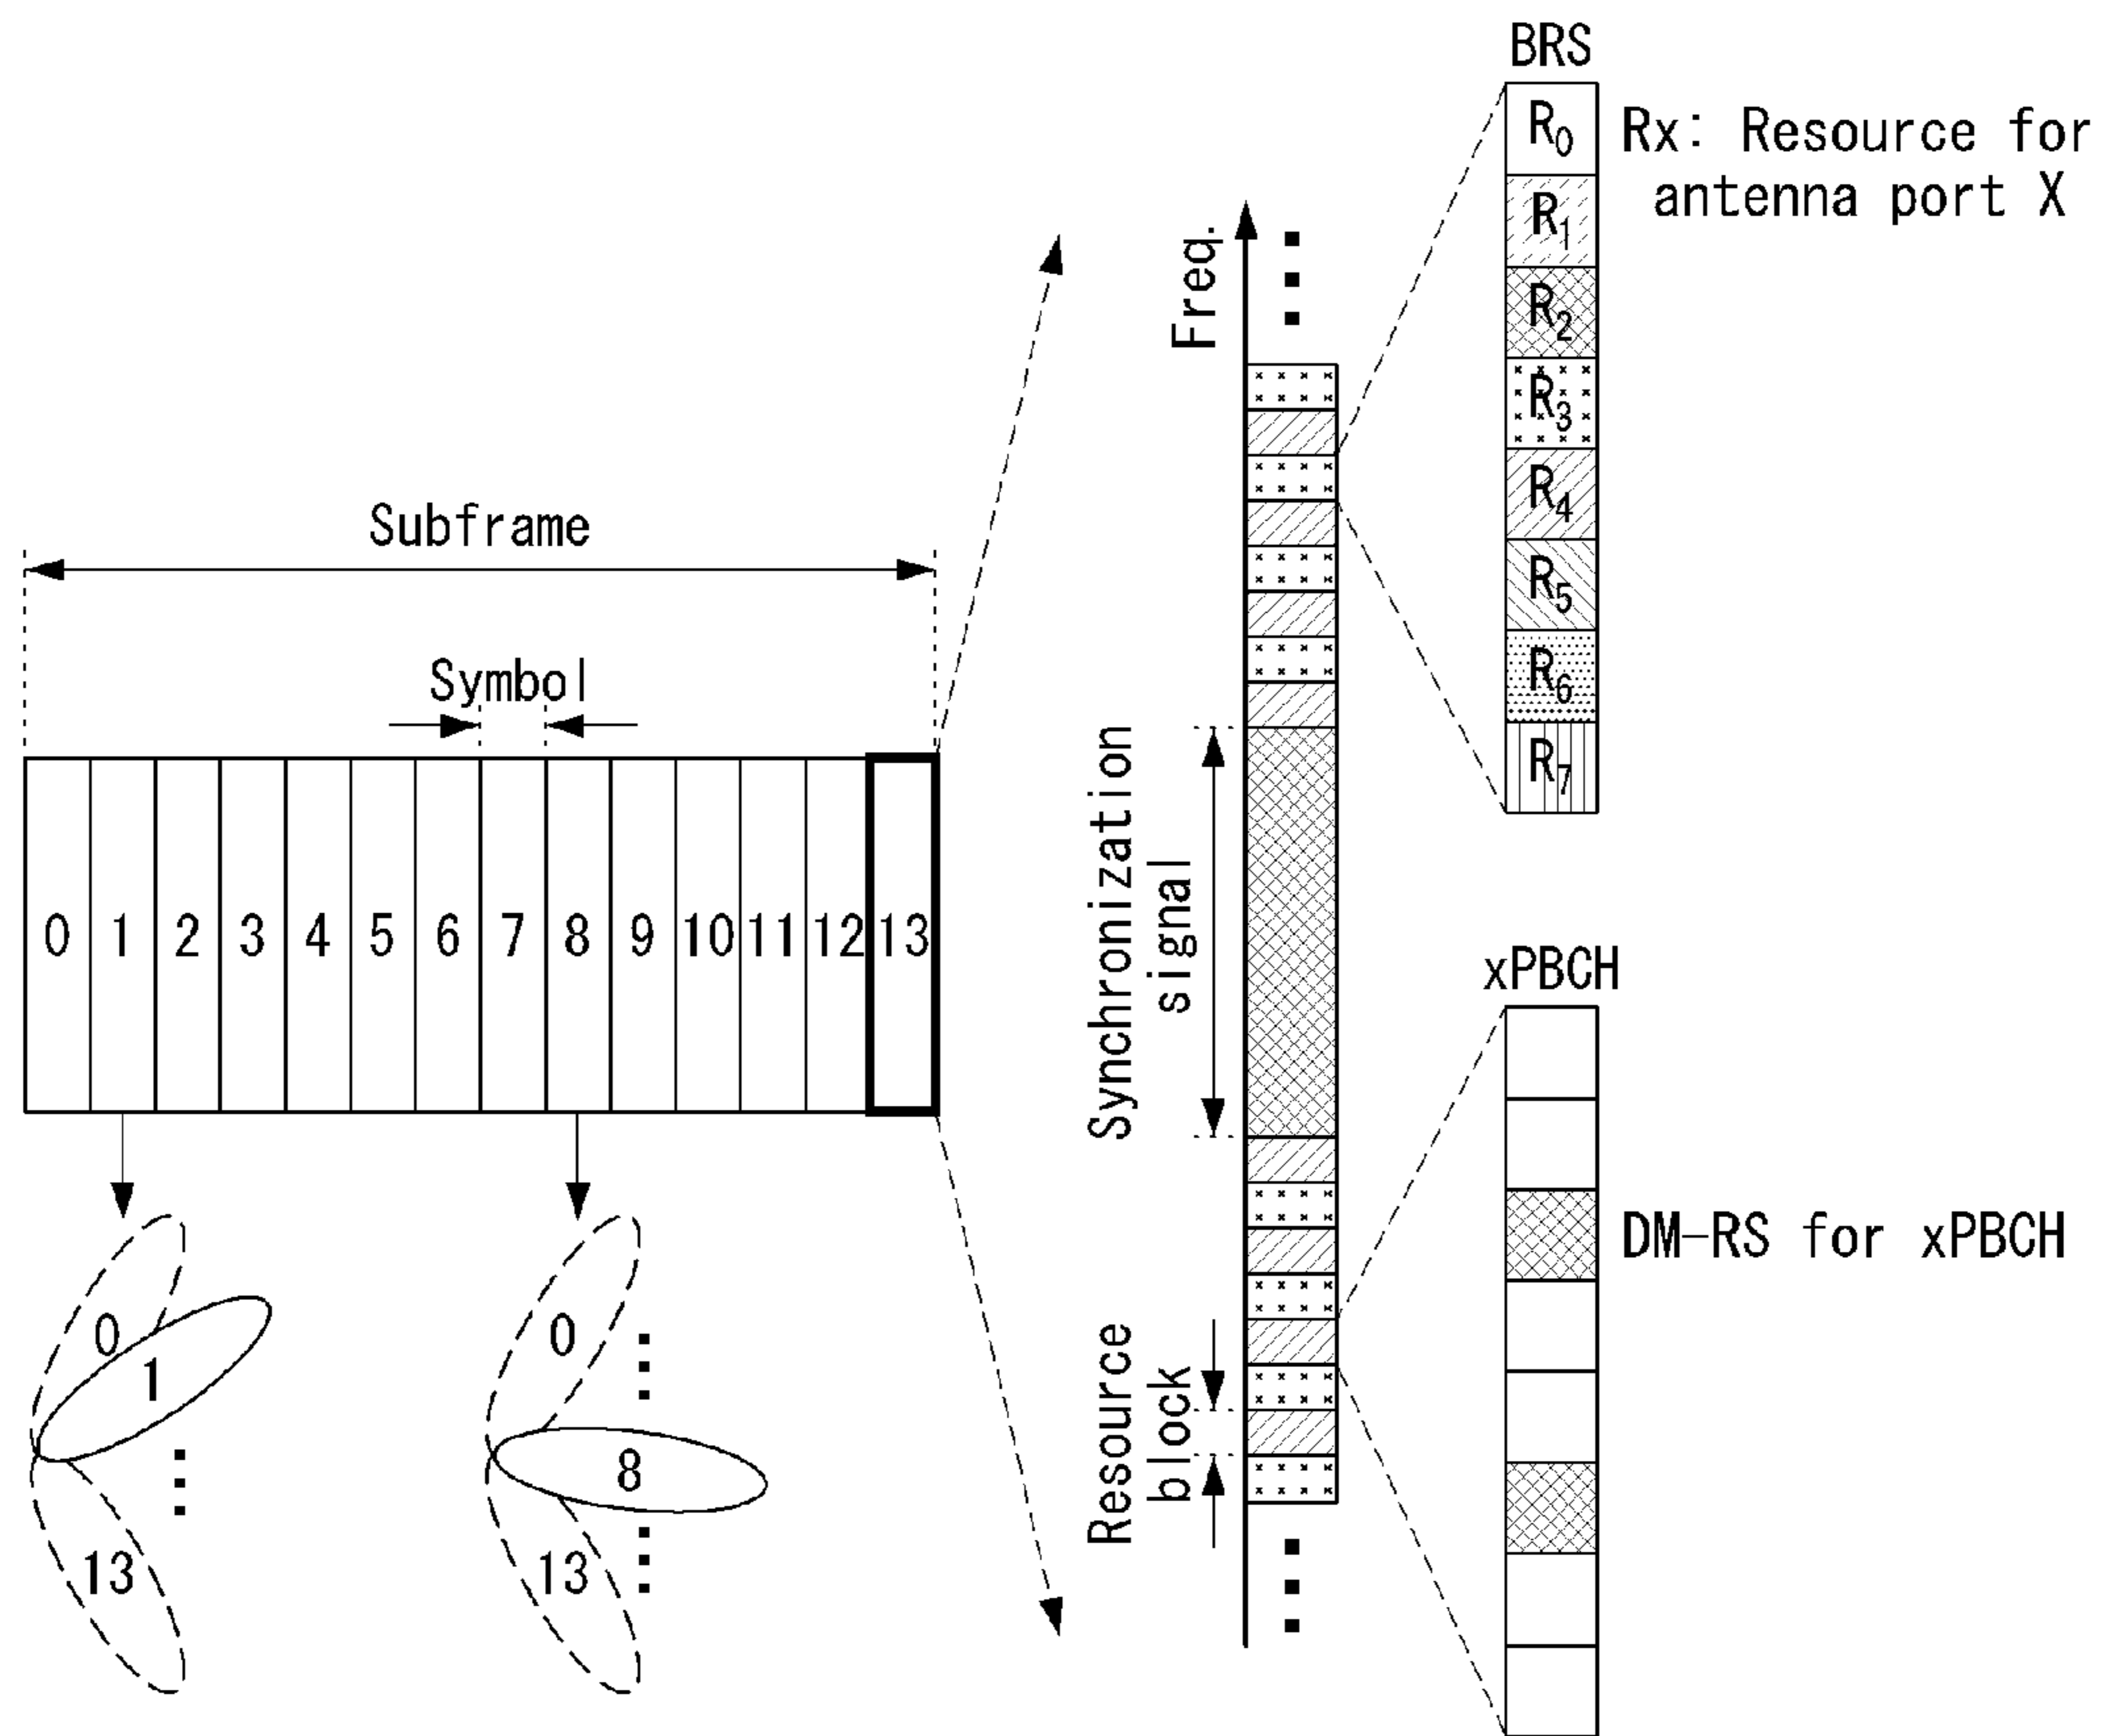 BRS
R0
Rx: Resource for
antenna port X
R1
R2
R3
R4
R5
R6
R7
Freq.
Subframe
Symbol
0 1 2 3 4 5 6 7 8 9 10 11 12 13
Synchronization
signal
xPBCH
DM-RS for xPBCH
Resource
block
0
1
13
0
8
13